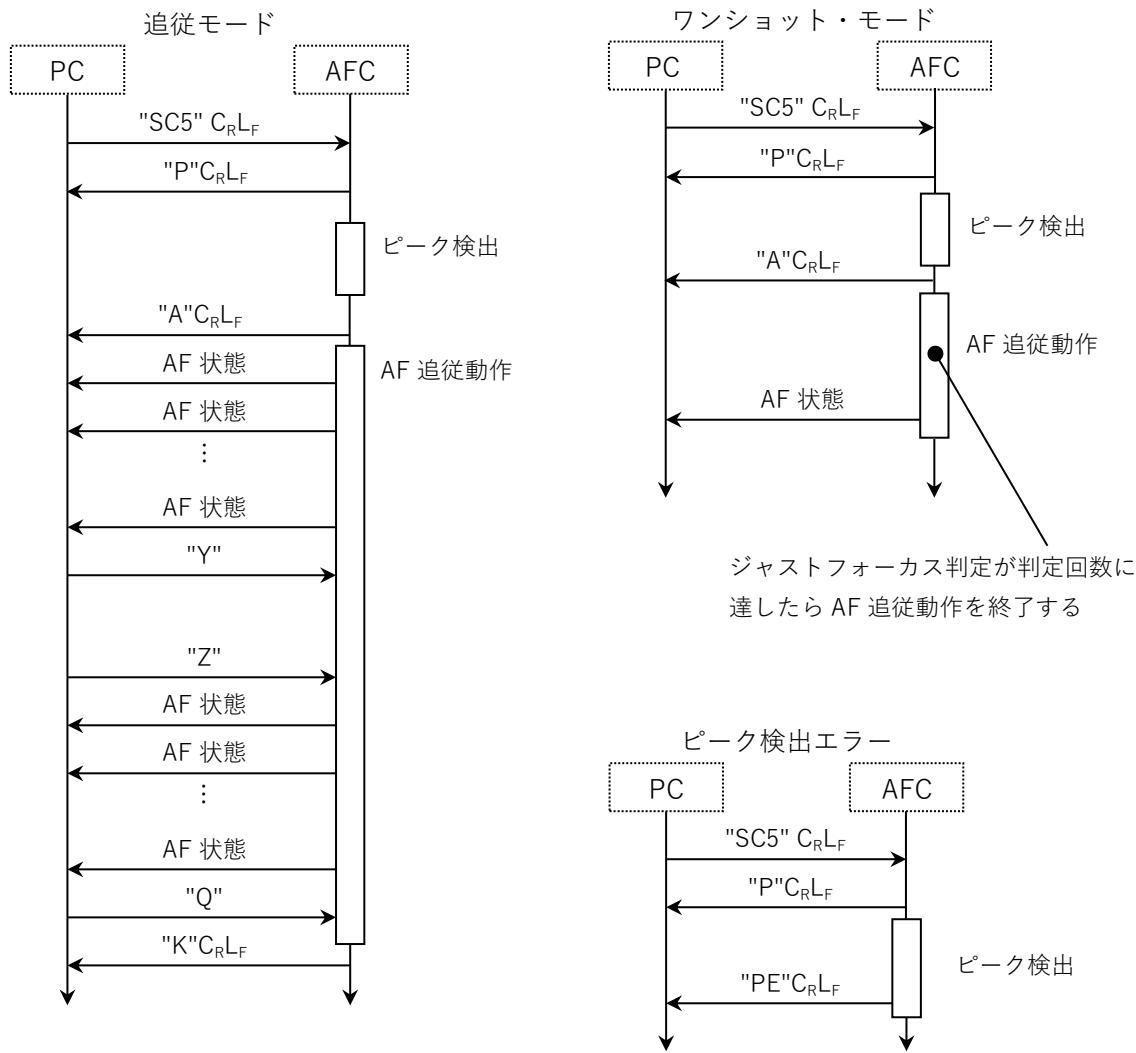 追従モード
PC
AFC
"SC5" CRLF
"P"CRLF
ピーク検出
"A"CRLF
AF 状態
AF 追従動作
AF 状態
⋮
AF 状態
"Y"
"Z"
AF 状態
AF 状態
⋮
AF 状態
"Q"
"K"CRLF
ワンショット・モード
PC
AFC
"SC5" CRLF
"P"CRLF
ピーク検出
"A"CRLF
AF 追従動作
AF 状態
ジャストフォーカス判定が判定回数に
達したら AF 追従動作を終了する
ピーク検出エラー
PC
AFC
"SC5" CRLF
"P"CRLF
ピーク検出
"PE"CRLF